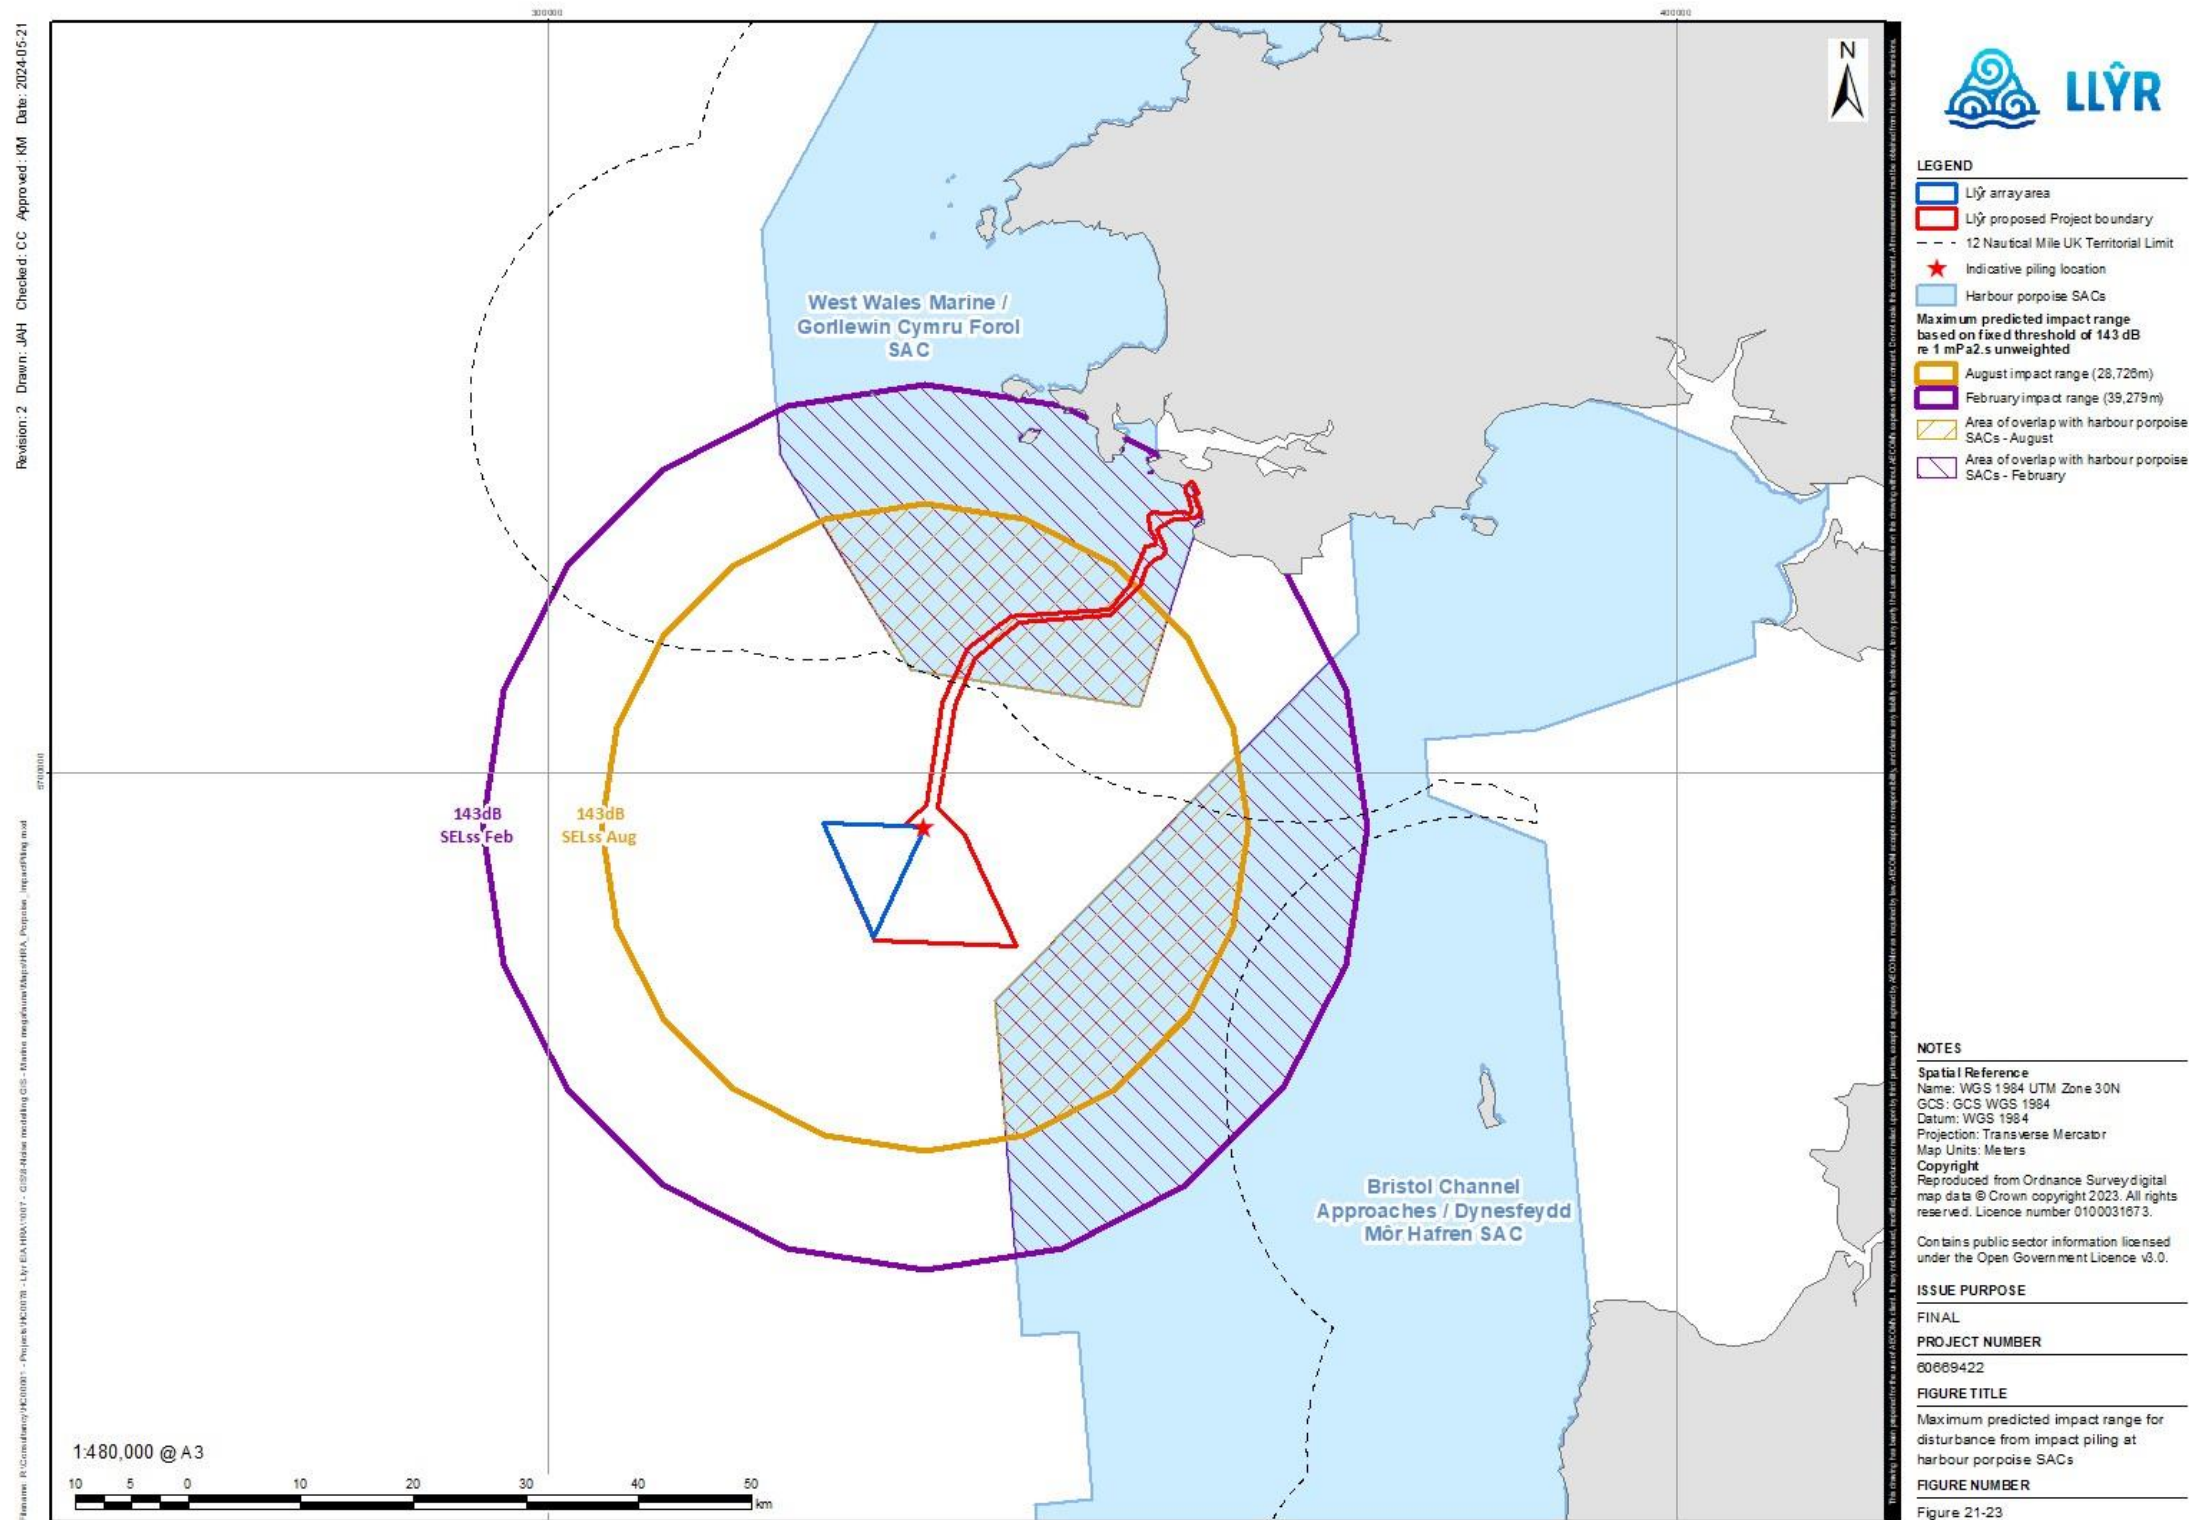 Revision: 2 Drawn: JAH Checked: CC Approved: KM Date: 2024-05-21
300000
400000
5700000
N
West Wales Marine /
Gorllewin Cymru Forol
SAC
143dB
SELss Feb
143dB
SELss Aug
Bristol Channel
Approaches / Dynesfeydd
Môr Hafren SAC
1:480,000 @ A3
10 5 0 10 20 30 40 50
km
LLŶR
LEGEND
Llŷr array area
Llŷr proposed Project boundary
12 Nautical Mile UK Territorial Limit
Indicative piling location
Harbour porpoise SACs
Maximum predicted impact range
based on fixed threshold of 143 dB
re 1 mPa2.s unweighted
August impact range (28,726m)
February impact range (39,279m)
Area of overlap with harbour porpoise
SACs - August
Area of overlap with harbour porpoise
SACs - February
NOTES
Spatial Reference
Name: WGS 1984 UTM Zone 30N
GCS: GCS WGS 1984
Datum: WGS 1984
Projection: Transverse Mercator
Map Units: Meters
Copyright
Reproduced from Ordnance Survey digital
map data © Crown copyright 2023. All rights
reserved. Licence number 0100031673.
Contains public sector information licensed
under the Open Government Licence v3.0.
ISSUE PURPOSE
FINAL
PROJECT NUMBER
60669422
FIGURE TITLE
Maximum predicted impact range for
disturbance from impact piling at
harbour porpoise SACs
FIGURE NUMBER
Figure 21-23